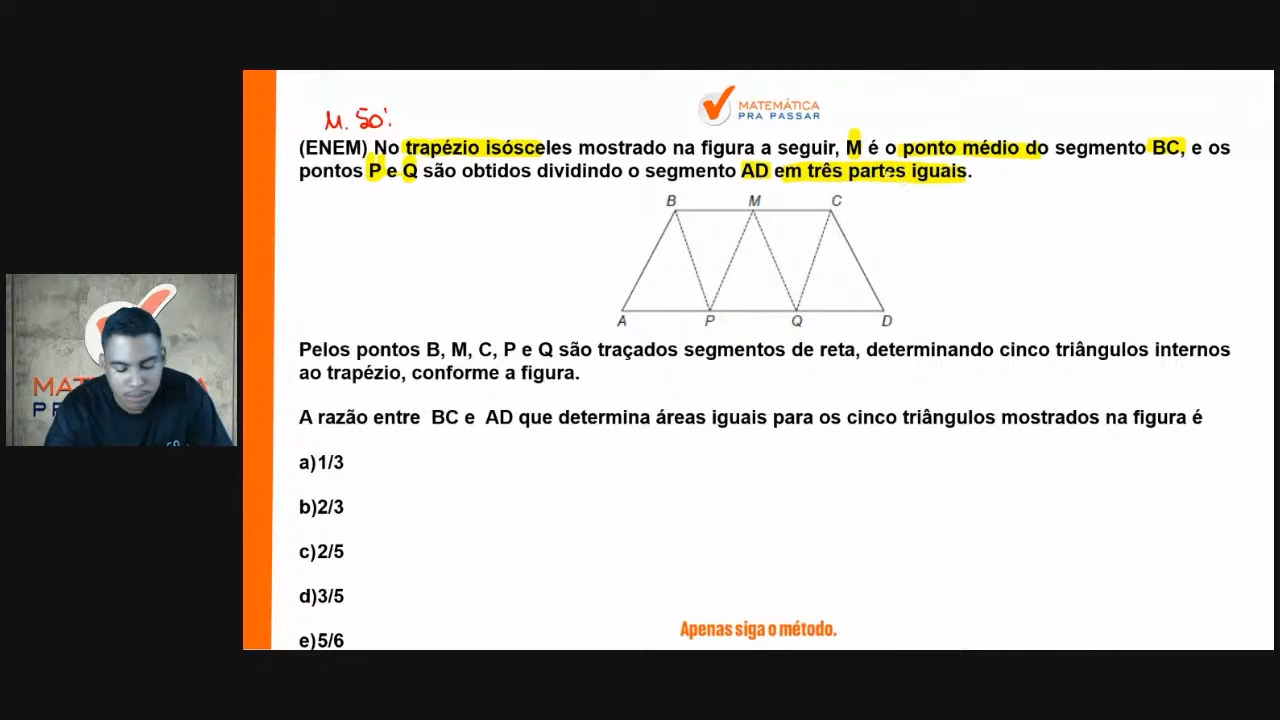 MATEMÁTICA
PRA PASSAR
M. 50':
(ENEM) No trapézio isósceles mostrado na figura a seguir, M é o ponto médio do segmento BC, e os
pontos P e Q são obtidos dividindo o segmento AD em três partes iguais.
B M C
A P Q D
Pelos pontos B, M, C, P e Q são traçados segmentos de reta, determinando cinco triângulos internos
ao trapézio, conforme a figura.
A razão entre BC e AD que determina áreas iguais para os cinco triângulos mostrados na figura é
a)1/3
b)2/3
c)2/5
d)3/5
e)5/6
Apenas siga o método.